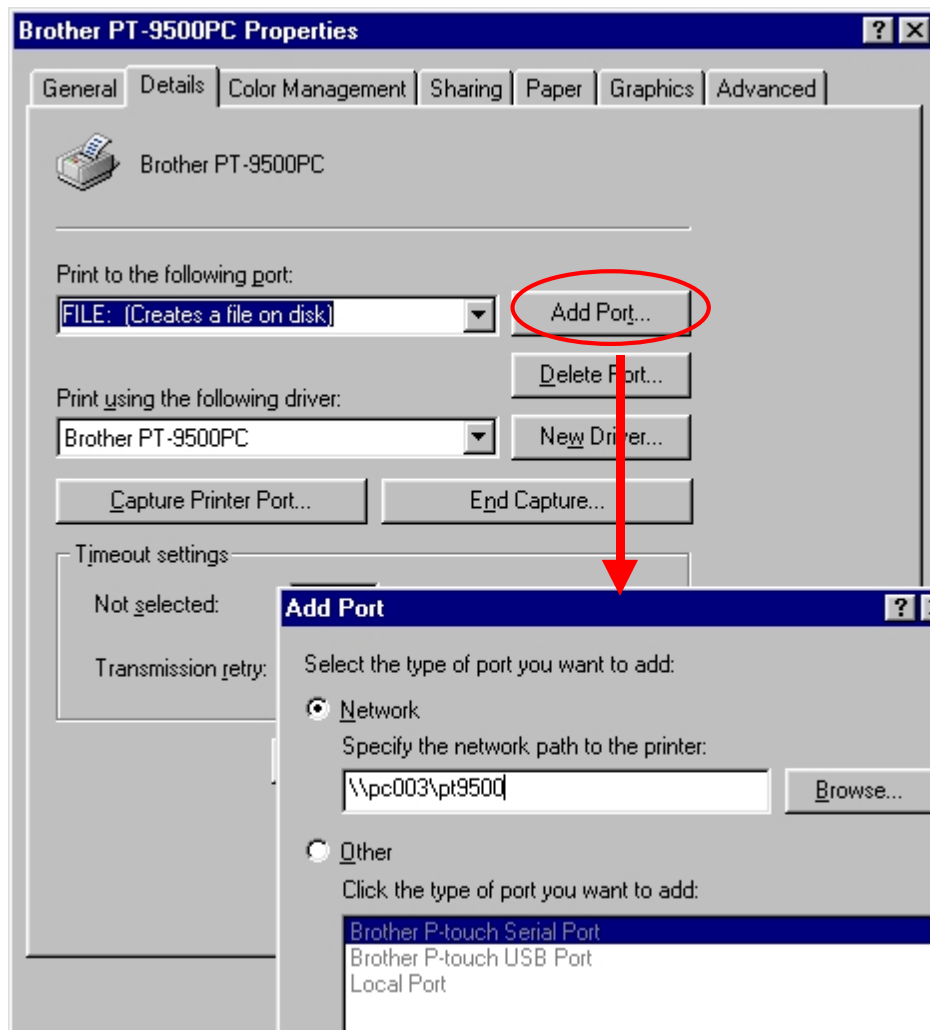 Brother PT-9500PC Properties
General Details Color Management Sharing Paper Graphics Advanced
Brother PT-9500PC
Print to the following port:
FILE: (Creates a file on disk) Add Port...
Delete Port...
Print using the following driver:
Brother PT-9500PC New Driver...
Capture Printer Port... End Capture...
Timeout settings
Not selected:
Transmission retry:
Add Port
Select the type of port you want to add:
Network
Specify the network path to the printer:
\\pc003\pt9500 Browse...
Other
Click the type of port you want to add:
Brother P-touch Serial Port
Brother P-touch USB Port
Local Port